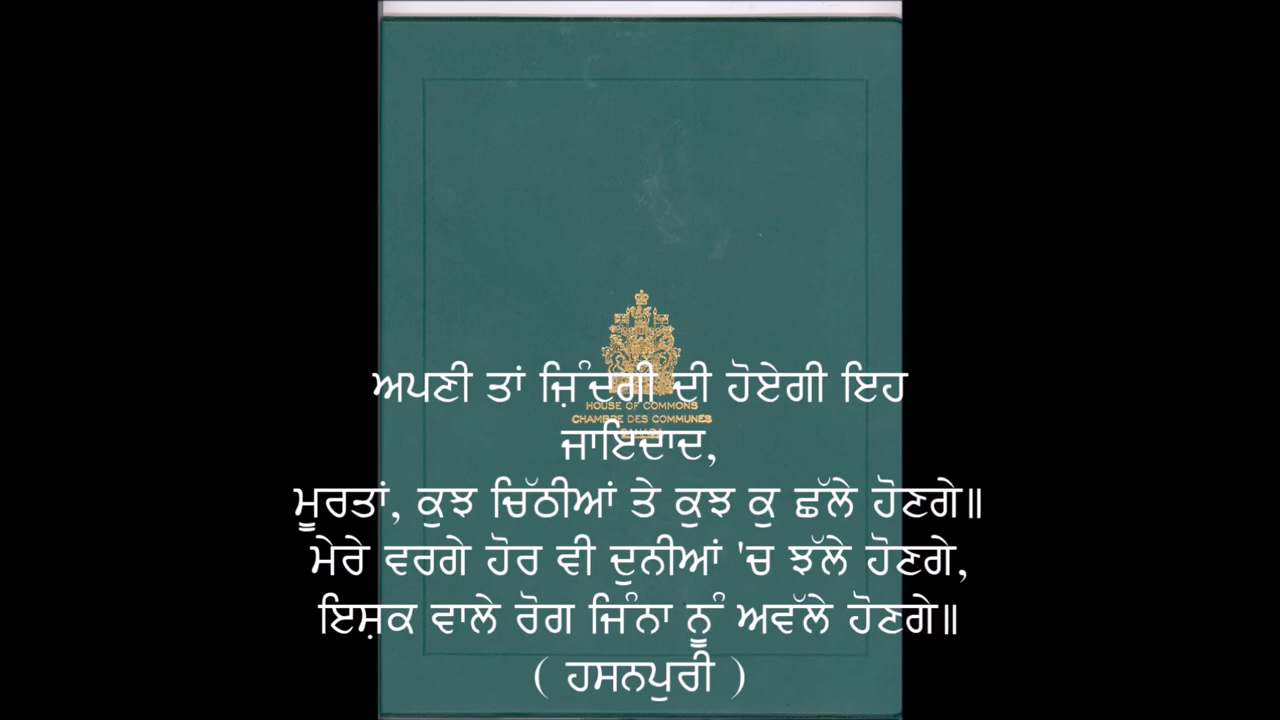 HOUSE OF COMMONS
CHAMBRE DES COMMUNES
CANADA
ਅਪਣੀ ਤਾਂ ਜ਼ਿੰਦਗੀ ਦੀ ਹੋਏਗੀ ਇਹ
ਜਾਇਦਾਦ,
ਮੂਰਤਾਂ, ਕੁਝ ਚਿੱਠੀਆਂ ਤੇ ਕੁਝ ਕੁ ਛੱਲੇ ਹੋਣਗੇ॥
ਮੇਰੇ ਵਰਗੇ ਹੋਰ ਵੀ ਦੁਨੀਆਂ 'ਚ ਝੱਲੇ ਹੋਣਗੇ,
ਇਸ਼ਕ ਵਾਲੇ ਰੋਗ ਜਿੰਨਾ ਨੂੰ ਅਵੱਲੇ ਹੋਣਗੇ॥
( ਹਸਨਪੁਰੀ )